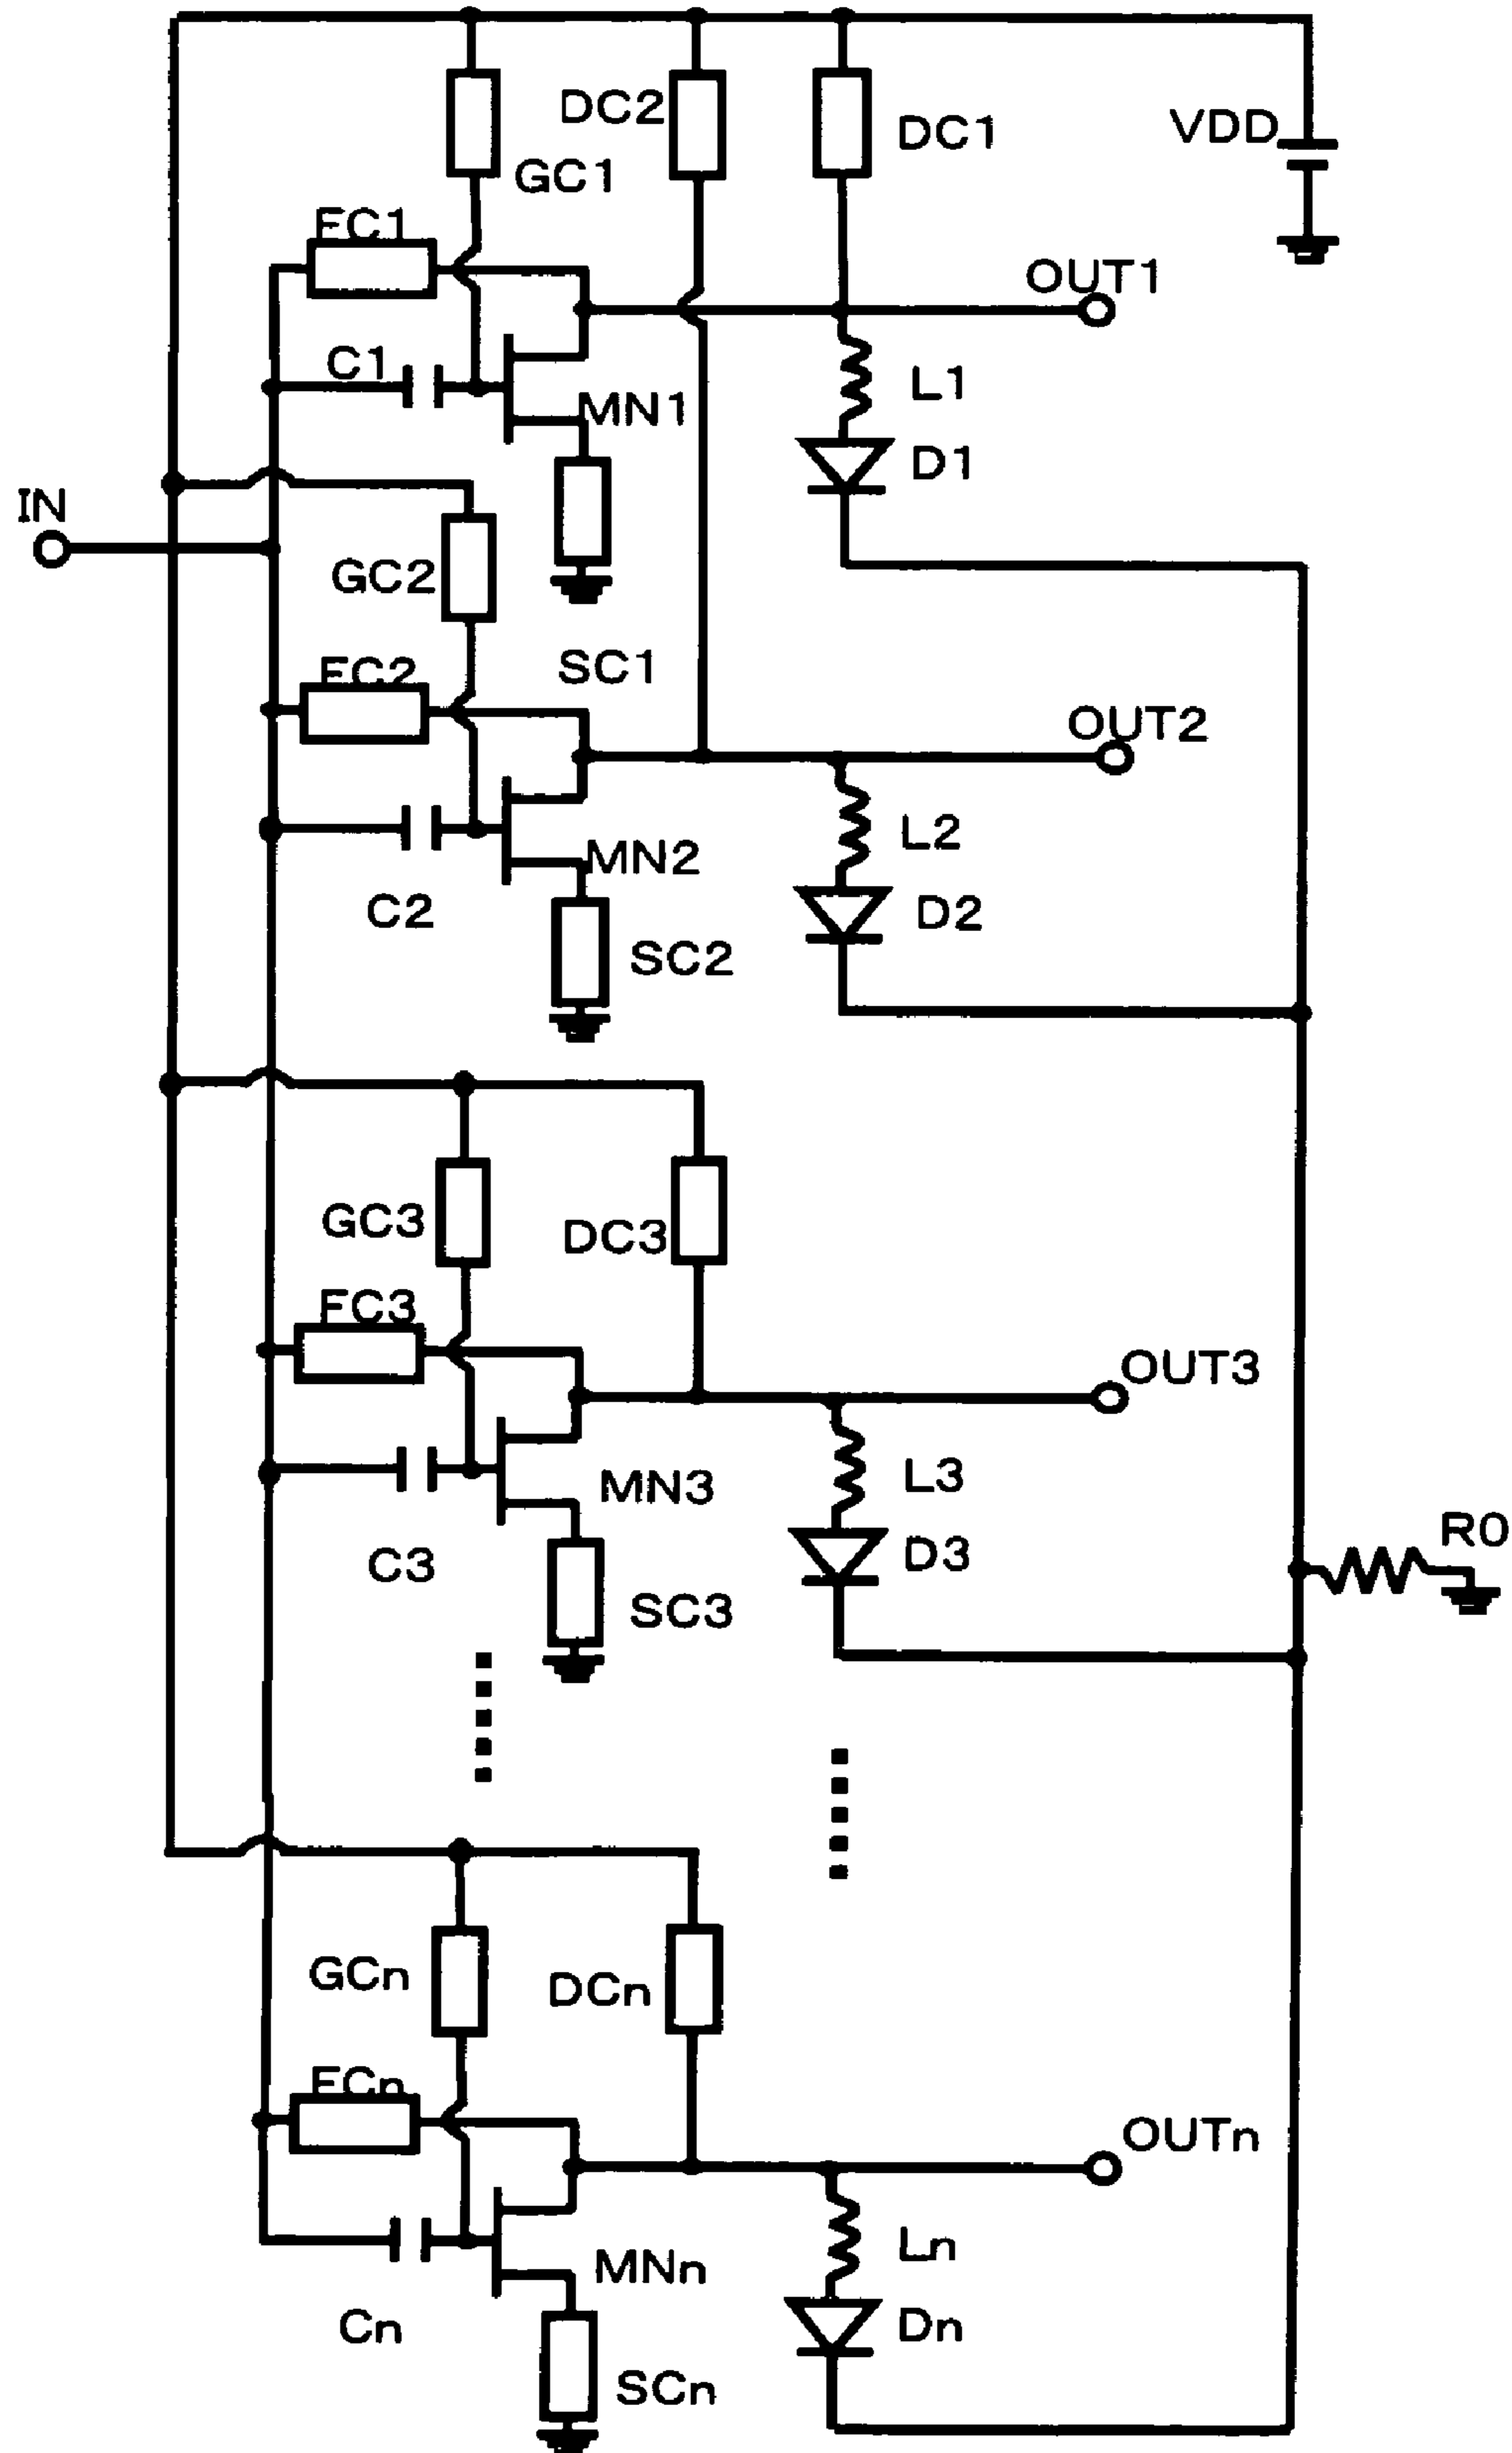 DC2
DC1
VDD
GC1
FC1
OUT1
C1
L1
MN1
D1
IN
GC2
SC1
FC2
OUT2
L2
MN2
C2
D2
SC2
GC3
DC3
FC3
OUT3
L3
MN3
R0
C3
D3
SC3
GCn
DCn
FCn
OUTn
Ln
MNn
Cn
Dn
SCn